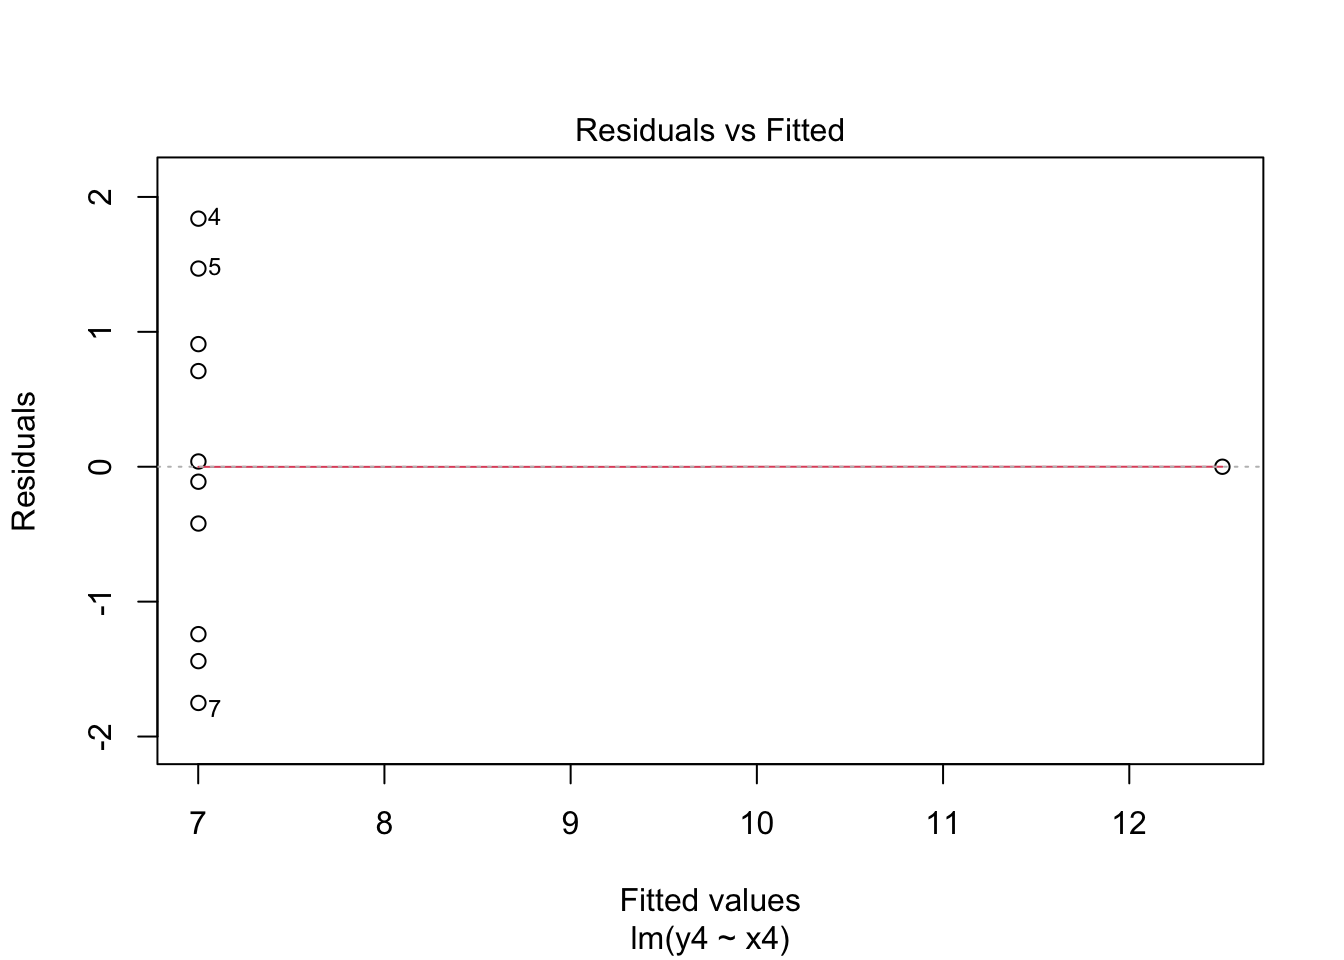 Residuals vs Fitted
Residuals
2
1
0
-1
-2
4
5
7
7 8 9 10 11 12
Fitted values
lm(y4 ~ x4)